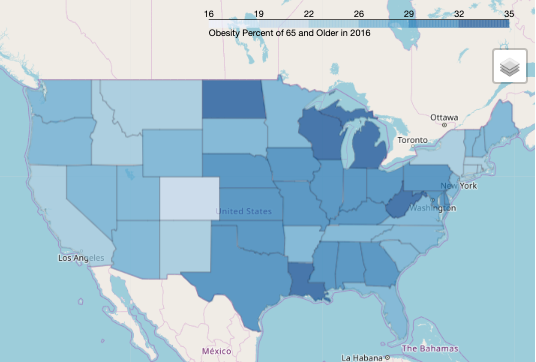 16 19 22 26 29 32 35
Obesity Percent of 65 and Older in 2016
Ottawa
Toronto
New York
United States
Washington
Los Angeles
México
The Bahamas
La Habana